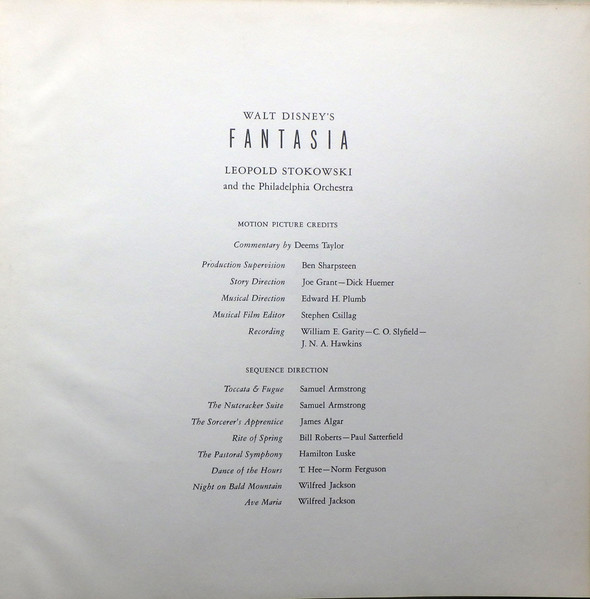 WALT DISNEY'S
FANTASIA
LEOPOLD STOKOWSKI
and the Philadelphia Orchestra
MOTION PICTURE CREDITS
Commentary by Deems Taylor
Production Supervision Ben Sharpsteen
Story Direction Joe Grant—Dick Huemer
Musical Direction Edward H. Plumb
Musical Film Editor Stephen Csillag
Recording William E. Garity—C. O. Slyfield—
J. N. A. Hawkins
SEQUENCE DIRECTION
Toccata & Fugue Samuel Armstrong
The Nutcracker Suite Samuel Armstrong
The Sorcerer's Apprentice James Algar
Rite of Spring Bill Roberts—Paul Satterfield
The Pastoral Symphony Hamilton Luske
Dance of the Hours T. Hee—Norm Ferguson
Night on Bald Mountain Wilfred Jackson
Ave Maria Wilfred Jackson